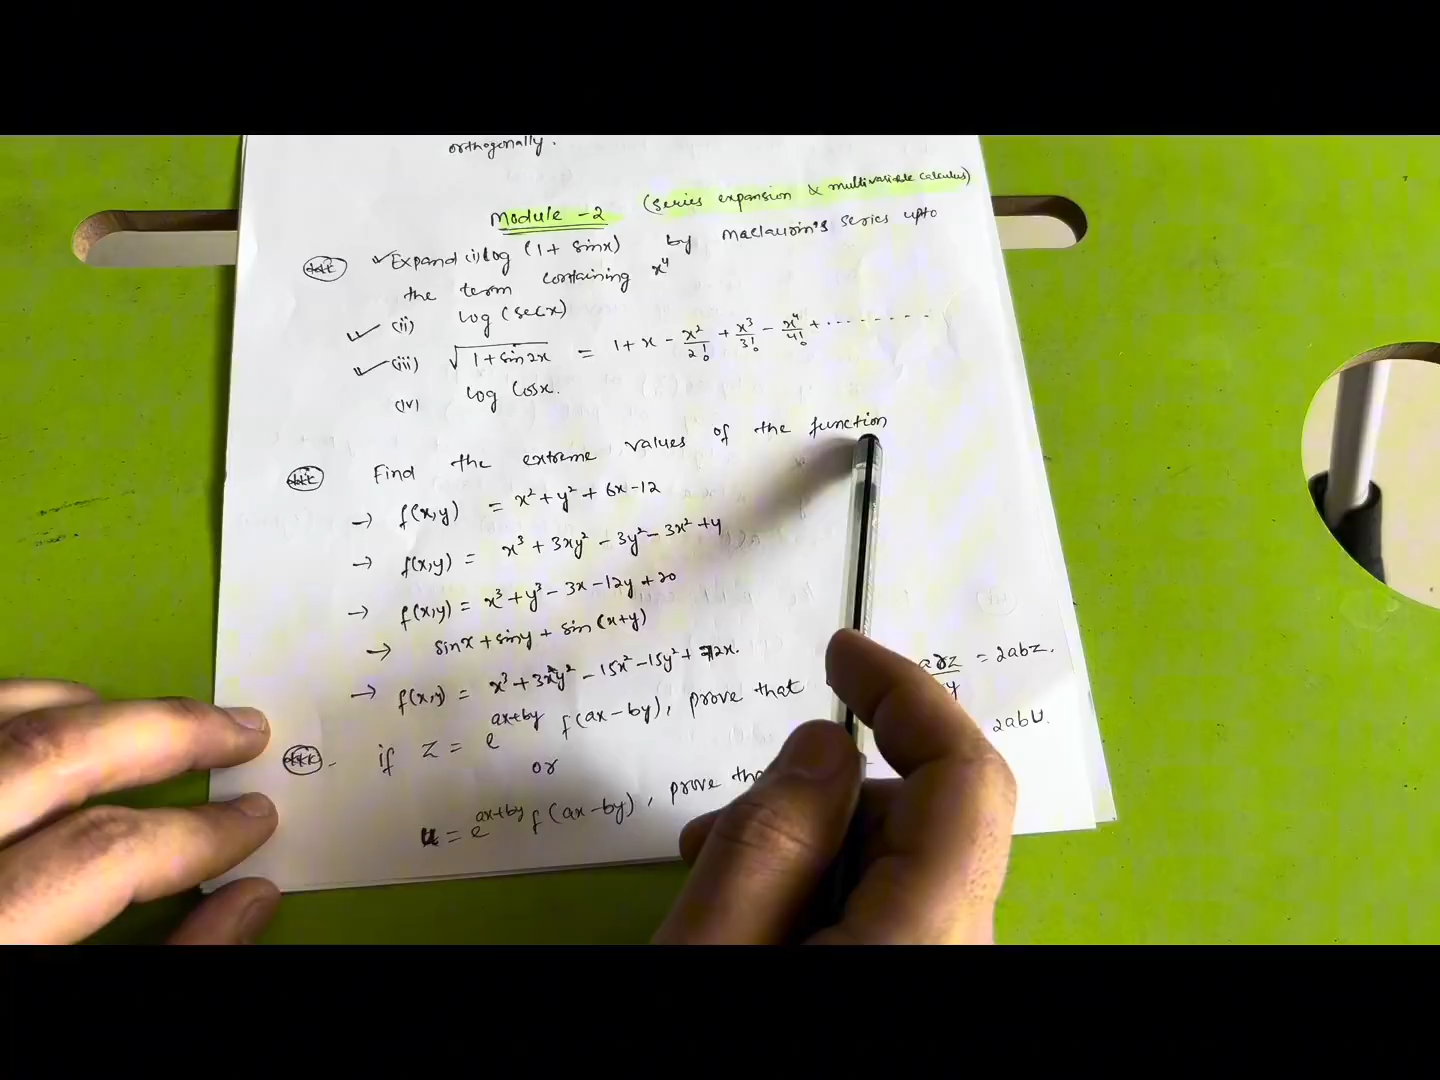 orthogonally.
Module - 2 (series expansion & multivariable calculus)
*** Expand (i) log (1 + sinx) by Maclaurin's series upto
the term containing x⁴
(ii) log (secx)
(iii) √(1+sin2x) = 1 + x - x²/2! + x³/3! - x⁴/4! + ........
(iv) log cosx.
*** Find the extreme values of the function
→ f(x,y) = x² + y² + 6x - 12
→ f(x,y) = x³ + 3xy² - 3y² - 3x² + 4
→ f(x,y) = x³ + y³ - 3x - 12y + 20
→ sinx + siny + sin(x+y)
→ f(x,y) = x³ + 3xy² - 15x² - 15y² + 72x.
***. if z = e^(ax+by) f(ax-by), prove that = 2abz.
or
u = e^(ax+by) f(ax-by), prove 2abu.